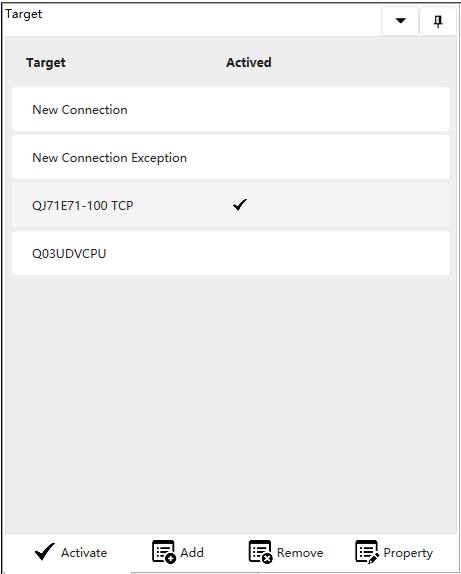 Target
Target Actived
New Connection
New Connection Exception
QJ71E71-100 TCP
Q03UDVCPU
Activate Add Remove Property